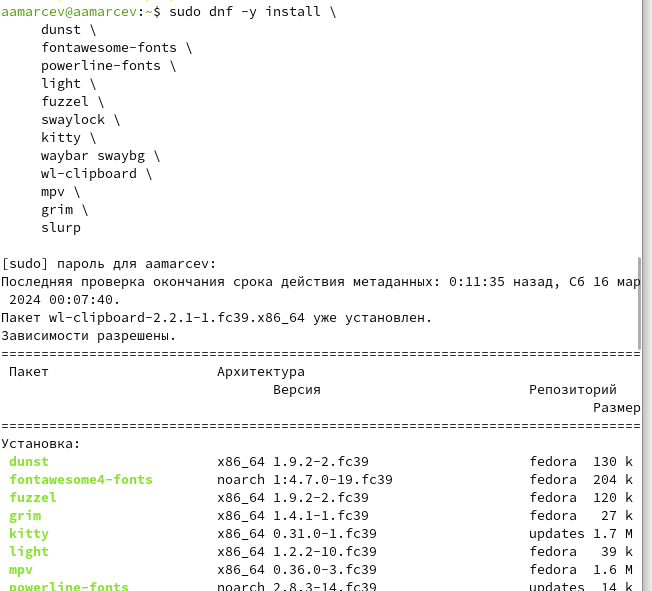 aamarcev@aamarcev:~$ sudo dnf -y install \
dunst \
fontawesome-fonts \
powerline-fonts \
light \
fuzzel \
swaylock \
kitty \
waybar swaybg \
wl-clipboard \
mpv \
grim \
slurp
[sudo] пароль для aamarcev:
Последняя проверка окончания срока действия метаданных: 0:11:35 назад, Сб 16 мар
2024 00:07:40.
Пакет wl-clipboard-2.2.1-1.fc39.x86_64 уже установлен.
Зависимости разрешены.
================================================================================
Пакет Архитектура
Версия Репозиторий
Размер
================================================================================
Установка:
dunst x86_64 1.9.2-2.fc39 fedora 130 k
fontawesome4-fonts noarch 1:4.7.0-19.fc39 fedora 204 k
fuzzel x86_64 1.9.2-2.fc39 fedora 120 k
grim x86_64 1.4.1-1.fc39 fedora 27 k
kitty x86_64 0.31.0-1.fc39 updates 1.7 M
light x86_64 1.2.2-10.fc39 fedora 39 k
mpv x86_64 0.36.0-3.fc39 fedora 1.6 M
powerline-fonts noarch 2.8.3-14.fc39 updates 14 k